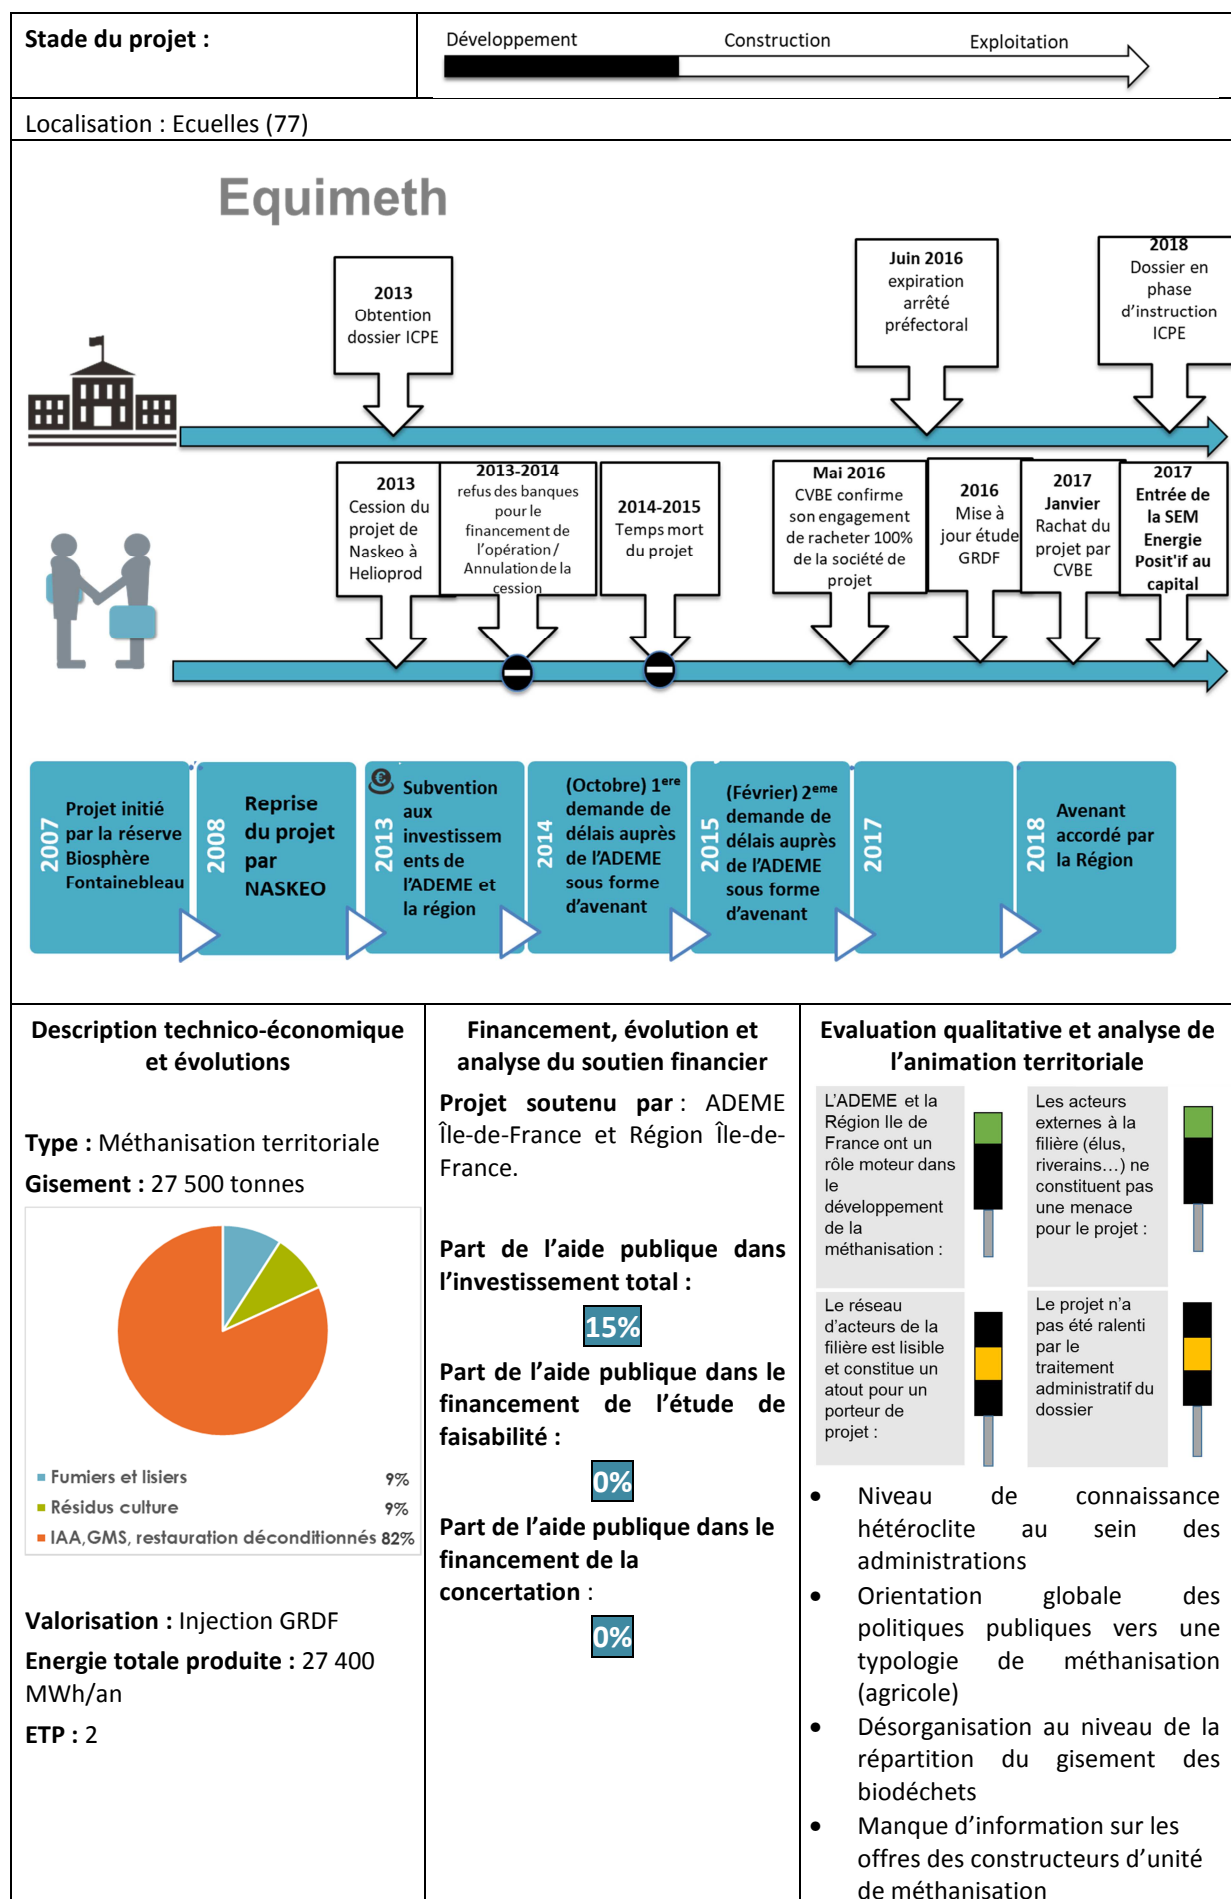 Stade du projet :
Développement Construction Exploitation
Localisation : Ecuelles (77)
Equimeth
2013
Obtention
dossier ICPE
Juin 2016
expiration
arrêté
préfectoral
2018
Dossier en
phase
d'instruction
ICPE
2013
Cession du
projet de
Naskeo à
Helioprod
2013-2014
refus des banques
pour le
financement de
l'opération /
Annulation de la
cession
2014-2015
Temps mort
du projet
Mai 2016
CVBE confirme
son engagement
de racheter 100%
de la société de
projet
2016
Mise à
jour étude
GRDF
2017
Janvier
Rachat du
projet par
CVBE
2017
Entrée de
la SEM
Energie
Posit'if au
capital
2007
Projet initié
par la réserve
Biosphère
Fontainebleau
2008
Reprise
du projet
par
NASKEO
2013
Subvention
aux
investissem
ents de
l'ADEME et
la région
2014
(Octobre) 1ere
demande de
délais auprès
de l'ADEME
sous forme
d'avenant
2015
(Février) 2eme
demande de
délais auprès
de l'ADEME
sous forme
d'avenant
2017
2018
Avenant
accordé par
la Région
Description technico-économique
et évolutions
Type : Méthanisation territoriale
Gisement : 27 500 tonnes
Fumiers et lisiers 9%
Résidus culture 9%
IAA,GMS, restauration déconditionnés 82%
Valorisation : Injection GRDF
Energie totale produite : 27 400
MWh/an
ETP : 2
Financement, évolution et
analyse du soutien financier
Projet soutenu par : ADEME
Île-de-France et Région Île-de-
France.
Part de l'aide publique dans
l'investissement total :
15%
Part de l'aide publique dans le
financement de l'étude de
faisabilité :
0%
Part de l'aide publique dans le
financement de la
concertation :
0%
Evaluation qualitative et analyse de
l'animation territoriale
L'ADEME et la
Région Ile de
France ont un
rôle moteur dans
le
développement
de la
méthanisation :
Les acteurs
externes à la
filière (élus,
riverains…) ne
constituent pas
une menace
pour le projet :
Le réseau
d'acteurs de la
filière est lisible
et constitue un
atout pour un
porteur de
projet :
Le projet n'a
pas été ralenti
par le
traitement
administratif du
dossier
• Niveau de connaissance
hétéroclite au sein des
administrations
• Orientation globale des
politiques publiques vers une
typologie de méthanisation
(agricole)
• Désorganisation au niveau de la
répartition du gisement des
biodéchets
• Manque d'information sur les
offres des constructeurs d'unité
de méthanisation